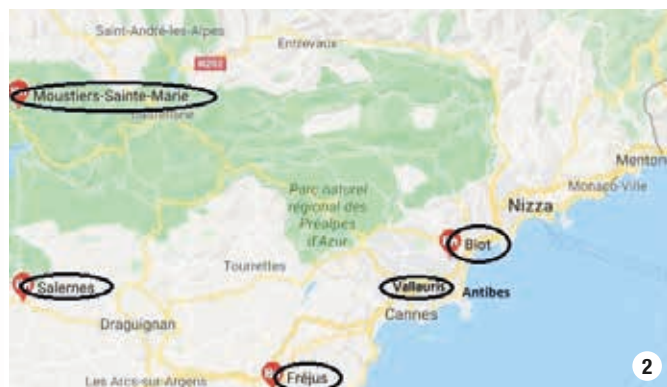 Saint-André-les-Alpes
Entrevaux
Moustiers-Sainte-Marie
Castellane
Menton
Monaco-Ville
Parc naturel
régional des
Préalpes
d'Azur
Nizza
Biot
Tourrettes
Salernes
Vallauris
Antibes
Cannes
Draguignan
Les Arcs-sur-Argens
Fréjus
2